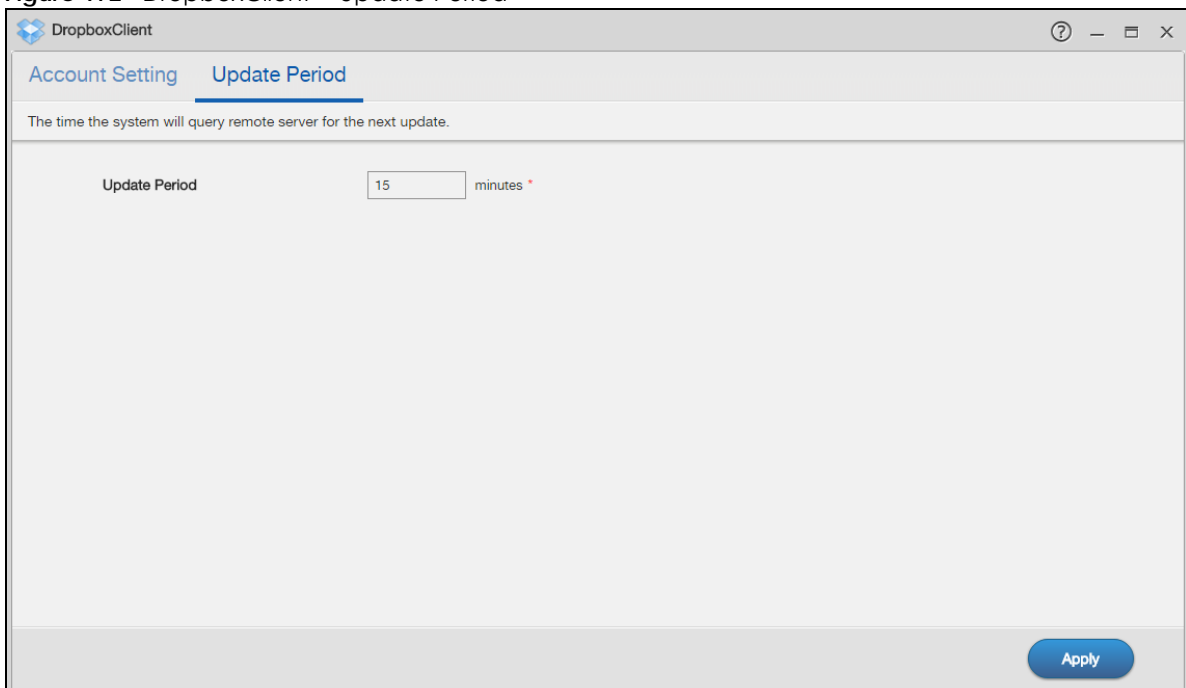 DropboxClient
Account Setting Update Period
The time the system will query remote server for the next update.
Update Period 15 minutes *
Apply